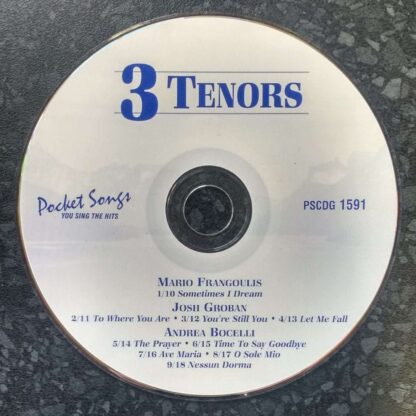 3 TENORS
Pocket Songs
YOU SING THE HITS
PSCDG 1591
MARIO FRANGOULIS
1/10 Sometimes I Dream
JOSH GROBAN
2/11 To Where You Are • 3/12 You're Still You • 4/13 Let Me Fall
ANDREA BOCELLI
5/14 The Prayer • 6/15 Time To Say Goodbye
7/16 Ave Maria • 8/17 O Sole Mio
9/18 Nessun Dorma